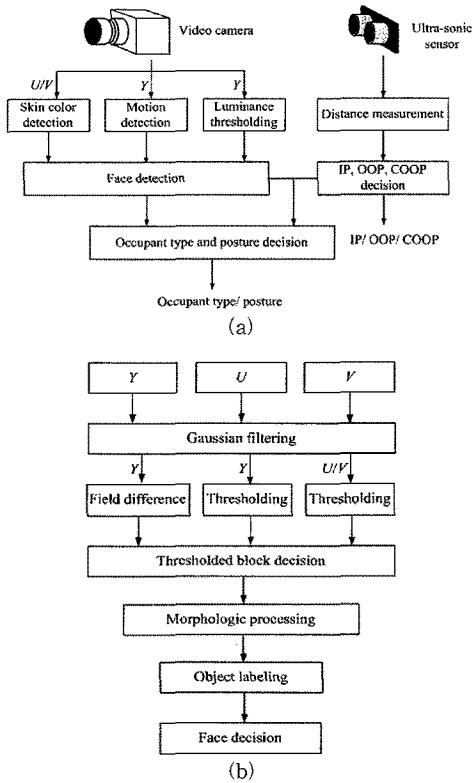 Video camera
Ultra-sonic
sensor
U/V
Y
Y
Skin color
detection
Motion
detection
Luminance
thresholding
Distance measurement
Face detection
IP, OOP, COOP
decision
Occupant type and posture decision
IP/ OOP/ COOP
Occupant type/ posture
(a)
Y
U
V
Gaussian filtering
Y
Y
U/V
Field difference
Thresholding
Thresholding
Thresholded block decision
Morphologic processing
Object labeling
Face decision
(b)